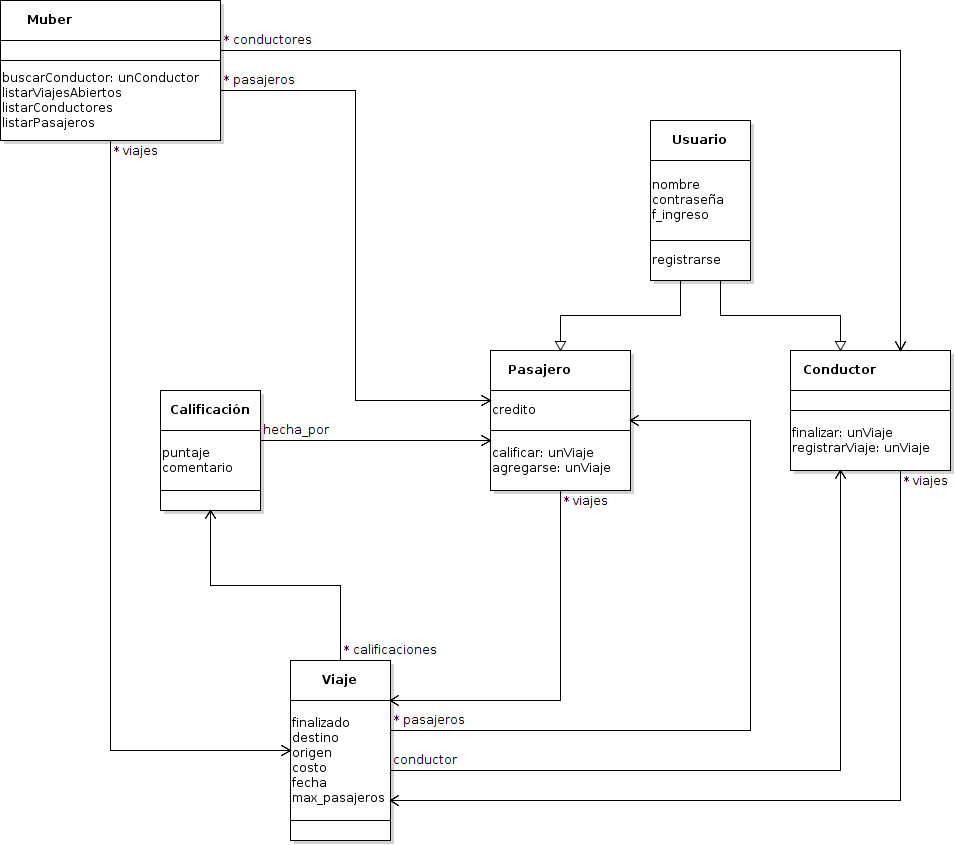 Muber
buscarConductor: unConductor
listarViajesAbiertos
listarConductores
listarPasajeros
* conductores
* pasajeros
* viajes
Usuario
nombre
contraseña
f_ingreso
registrarse
Pasajero
credito
calificar: unViaje
agregarse: unViaje
* viajes
Conductor
finalizar: unViaje
registrarViaje: unViaje
* viajes
Calificación
puntaje
comentario
hecha_por
* calificaciones
Viaje
finalizado
destino
origen
costo
fecha
max_pasajeros
* pasajeros
conductor